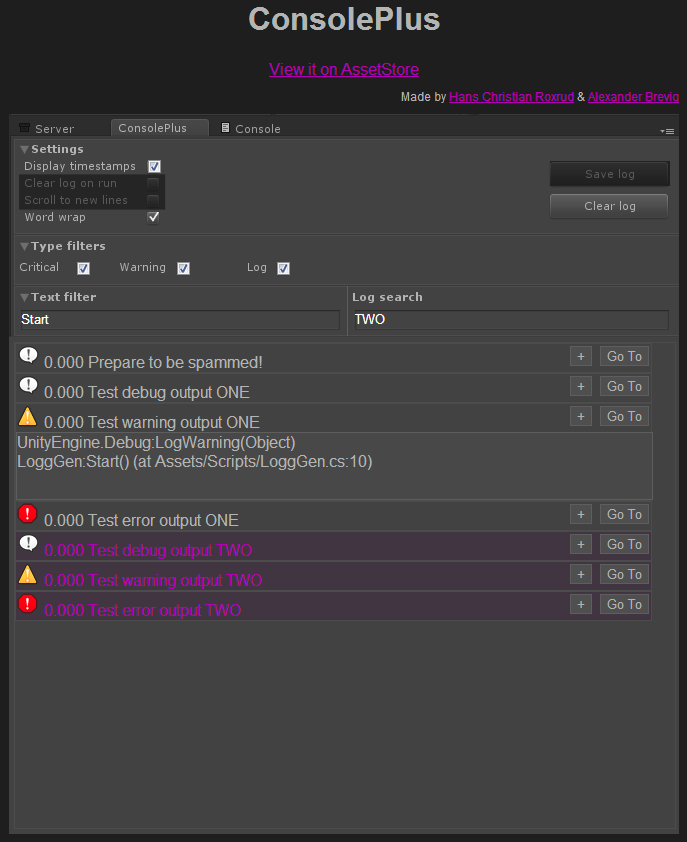 ConsolePlus
View it on AssetStore
Made by Hans Christian Roxrud & Alexander Brevig
Server ConsolePlus Console
Settings
Display timestamps
Clear log on run Save log
Scroll to new lines
Word wrap Clear log
Type filters
Critical Warning Log
Text filter Log search
Start TWO
0.000 Prepare to be spammed! + Go To
0.000 Test debug output ONE + Go To
0.000 Test warning output ONE + Go To
UnityEngine.Debug:LogWarning(Object)
LoggGen:Start() (at Assets/Scripts/LoggGen.cs:10)
0.000 Test error output ONE + Go To
0.000 Test debug output TWO + Go To
0.000 Test warning output TWO + Go To
0.000 Test error output TWO + Go To